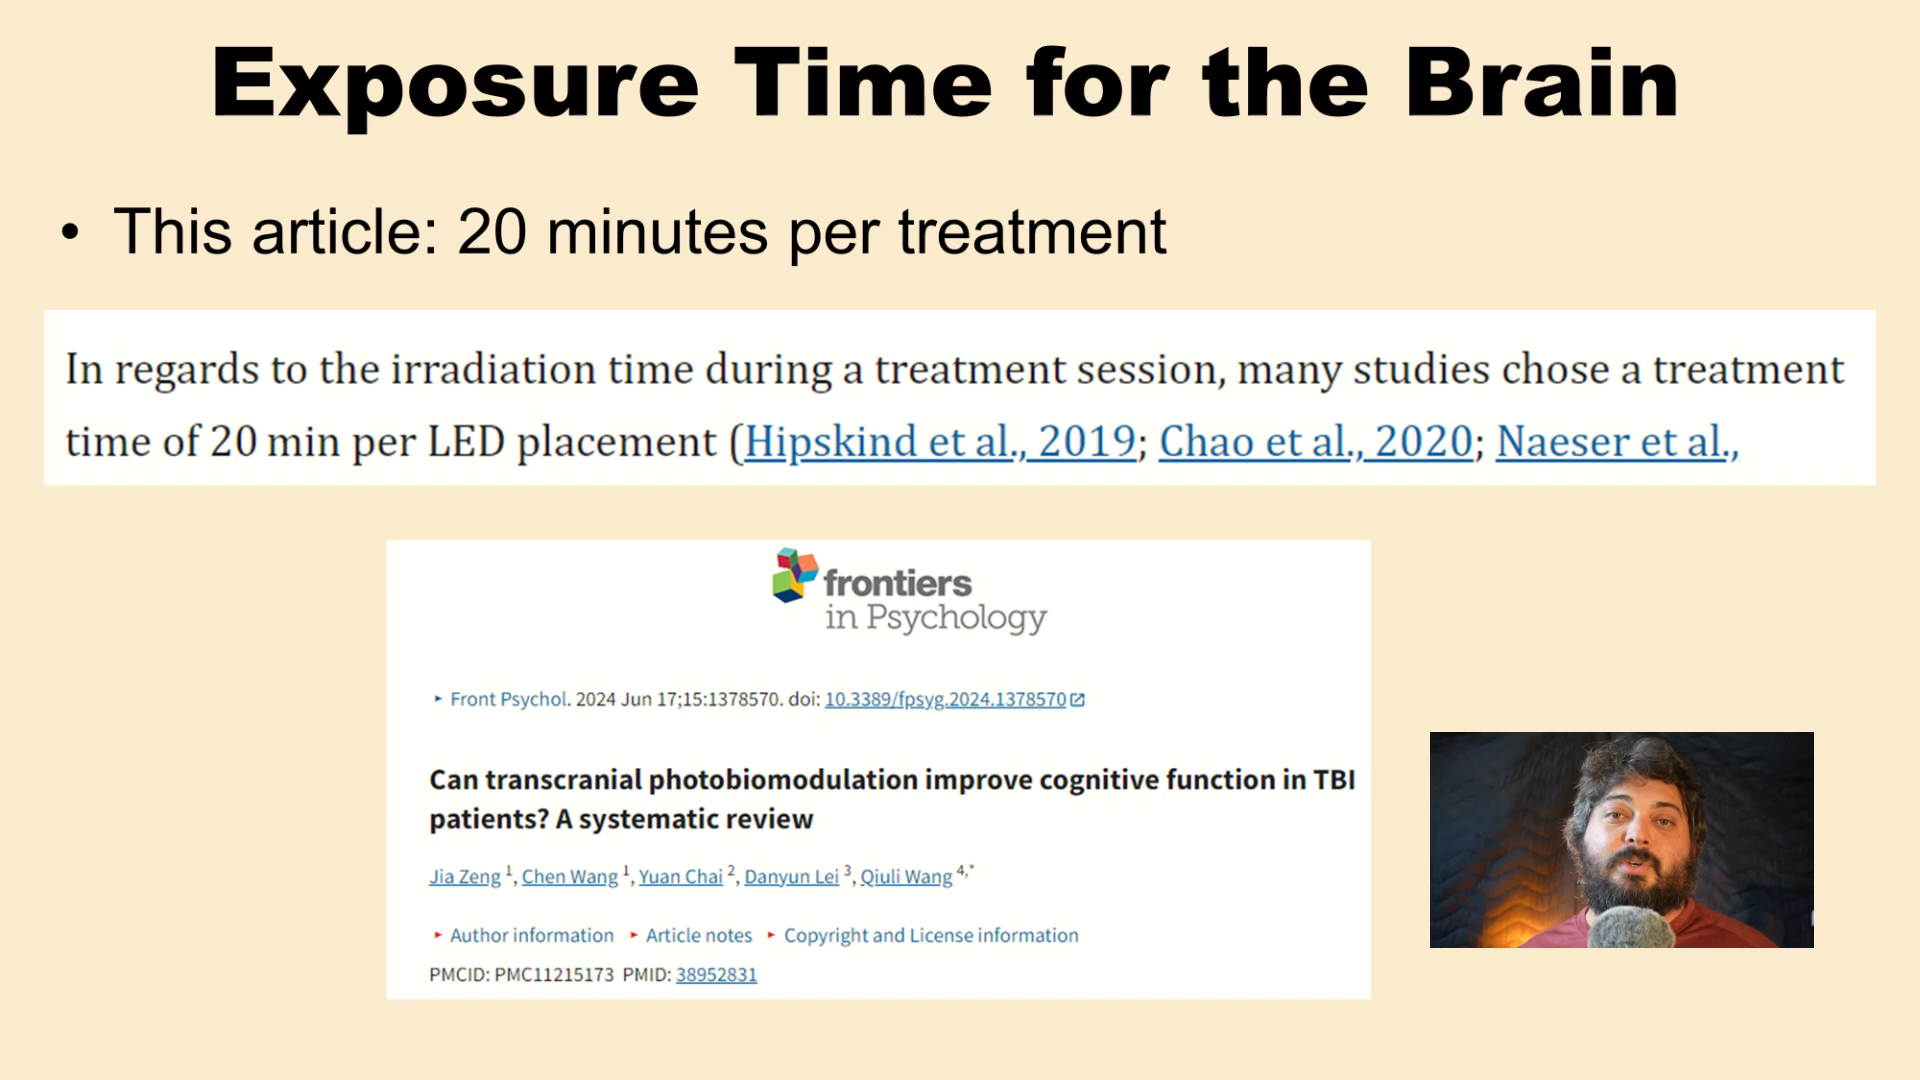 Exposure Time for the Brain
• This article: 20 minutes per treatment
In regards to the irradiation time during a treatment session, many studies chose a treatment
time of 20 min per LED placement (Hipskind et al., 2019; Chao et al., 2020; Naeser et al.,
frontiers
in Psychology
‣ Front Psychol. 2024 Jun 17;15:1378570. doi: 10.3389/fpsyg.2024.1378570
Can transcranial photobiomodulation improve cognitive function in TBI
patients? A systematic review
Jia Zeng 1, Chen Wang 1, Yuan Chai 2, Danyun Lei 3, Qiuli Wang 4,*
‣ Author information ‣ Article notes ‣ Copyright and License information
PMCID: PMC11215173 PMID: 38952831